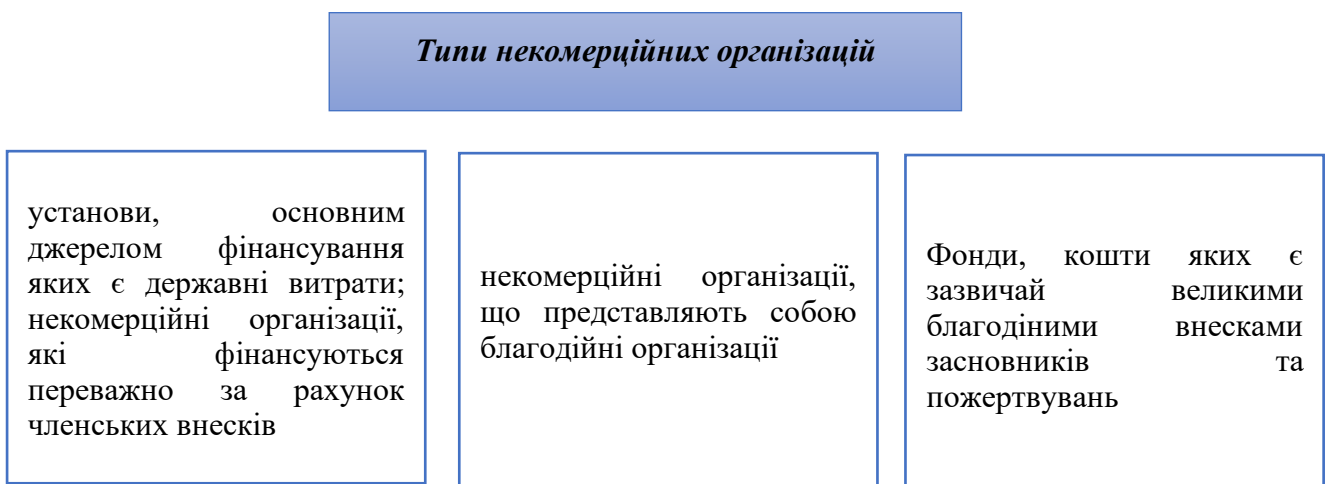 Типи некомерційних організацій
установи, основним
джерелом фінансування
яких є державні витрати;
некомерційні організації,
які фінансуються
переважно за рахунок
членських внесків
некомерційні організації,
що представляють собою
благодійні організації
Фонди, кошти яких є
зазвичай великими
благодіними внесками
засновників та
пожертвувань